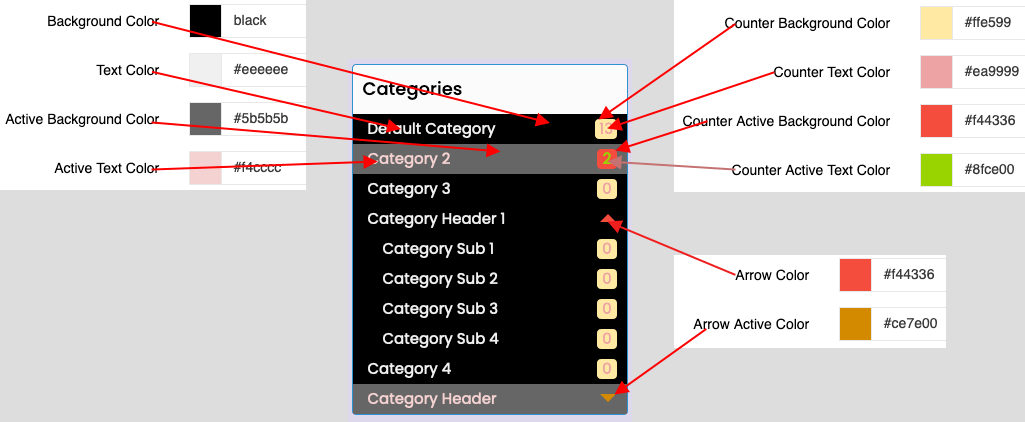 Background Color black
Text Color #eeeeee
Active Background Color #5b5b5b
Active Text Color #f4cccc
Categories
Default Category 13
Category 2 2
Category 3 0
Category Header 1
Category Sub 1 0
Category Sub 2 0
Category Sub 3 0
Category Sub 4 0
Category 4 0
Category Header
Counter Background Color #ffe599
Counter Text Color #ea9999
Counter Active Background Color #f44336
Counter Active Text Color #8fce00
Arrow Color #f44336
Arrow Active Color #ce7e00